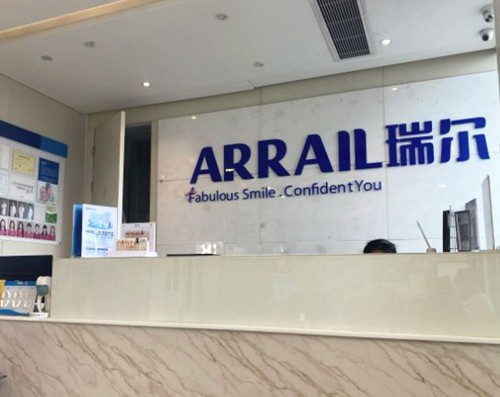 ARRAIL瑞尔
Fabulous Smile . Confident You